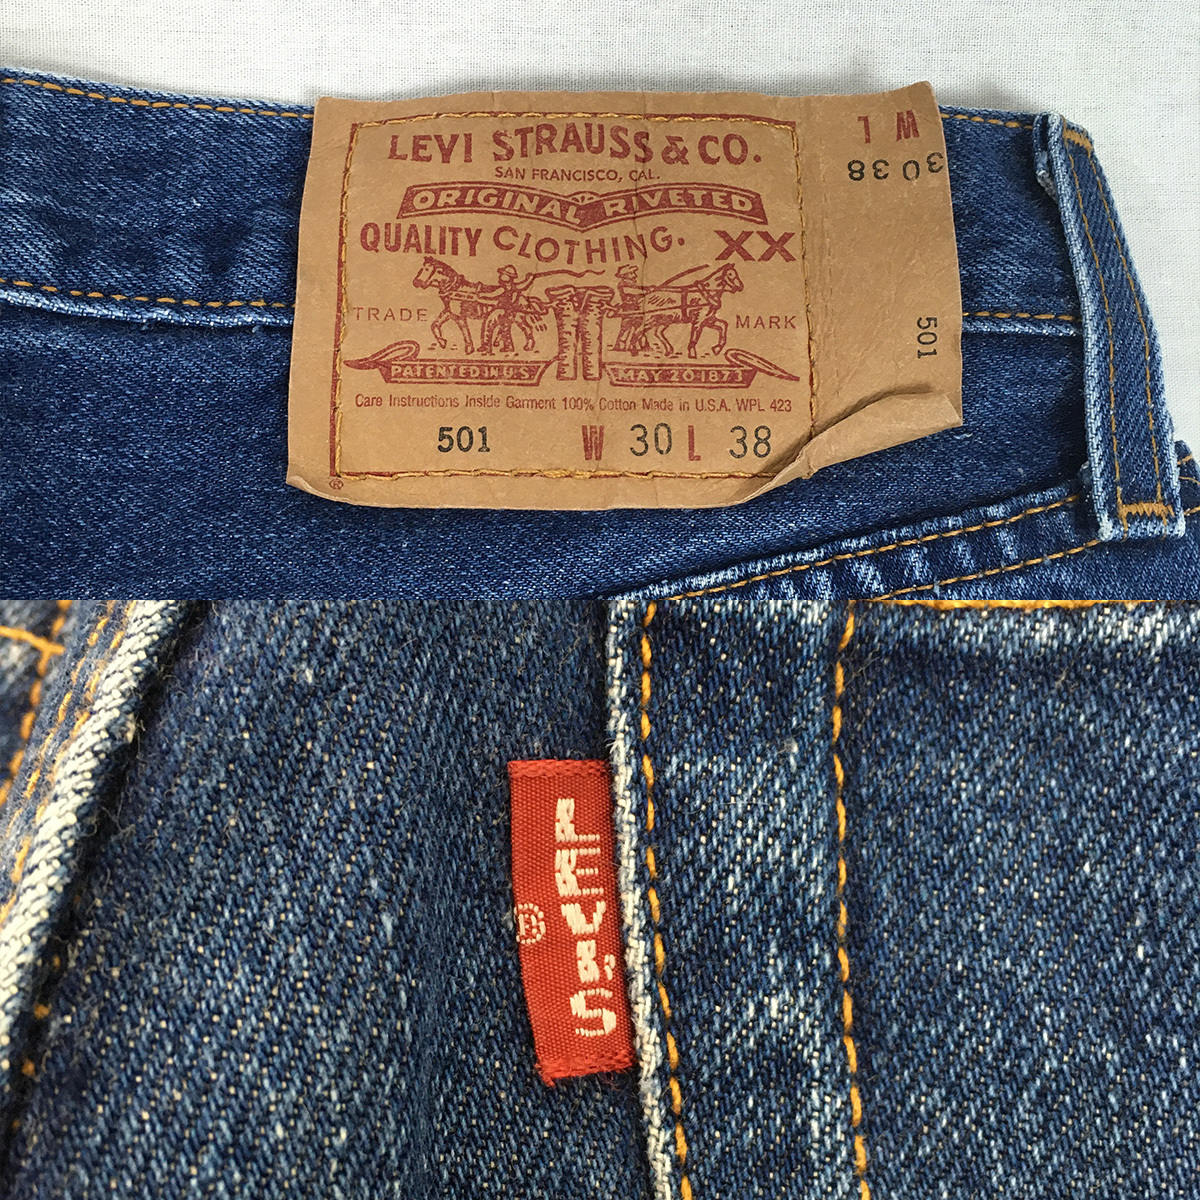 LEVI STRAUSS & CO.
SAN FRANCISCO, CAL.
ORIGINAL RIVETED
QUALITY CLOTHING. XX
TRADE MARK
PATENTED IN U.S. MAY 20 1873
Care Instructions Inside Garment 100% Cotton Made in U.S.A. WPL 423
501 W 30 L 38
®
W L
30 38
501
LEVI'S
®